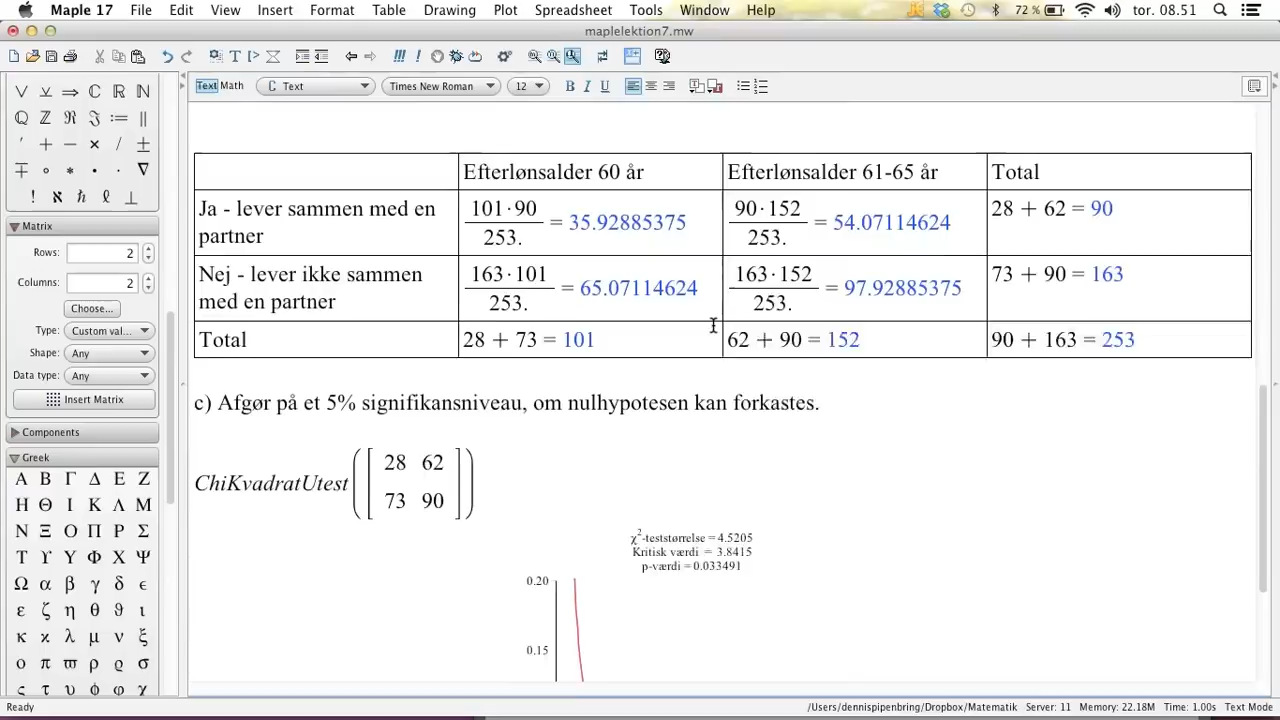 Maple 17 File Edit View Insert Format Table Drawing Plot Spreadsheet Tools Window Help 72 % tor. 08.51
maplelektion7.mw
Text Math C Text Times New Roman 12 B I U
∨ ⊻ ⇒ ℂ ℝ ℕ
ℚ ℤ ℜ ℑ := ||
′ + − × / ±
∓ ∘ * · . ∇
! ℵ ℏ ℓ ⊥
Matrix
Rows: 2
Columns: 2
Choose...
Type: Custom val...
Shape: Any
Data type: Any
Insert Matrix
Components
Greek
Α Β Γ Δ Ε Ζ
Η Θ Ι Κ Λ Μ
Ν Ξ Ο Π Ρ Σ
Τ ϒ Υ Φ Χ Ψ
Ω α β γ δ ϵ
ε ζ η θ ϑ ι
κ ϰ λ μ ν ξ
ο π ϖ ρ ϱ σ
ς τ υ φ ϕ χ
Efterlønsalder 60 år Efterlønsalder 61-65 år Total
Ja - lever sammen med en partner 101·90/253. = 35.92885375 90·152/253. = 54.07114624 28 + 62 = 90
Nej - lever ikke sammen med en partner 163·101/253. = 65.07114624 163·152/253. = 97.92885375 73 + 90 = 163
Total 28 + 73 = 101 62 + 90 = 152 90 + 163 = 253
c) Afgør på et 5% signifikansniveau, om nulhypotesen kan forkastes.
ChiKvadratUtest([28 62
73 90])
χ²-teststørrelse = 4.5205
Kritisk værdi = 3.8415
p-værdi = 0.033491
0.20
0.15
Ready /Users/dennispipenbring/Dropbox/Matematik Server: 11 Memory: 22.18M Time: 1.00s Text Mode